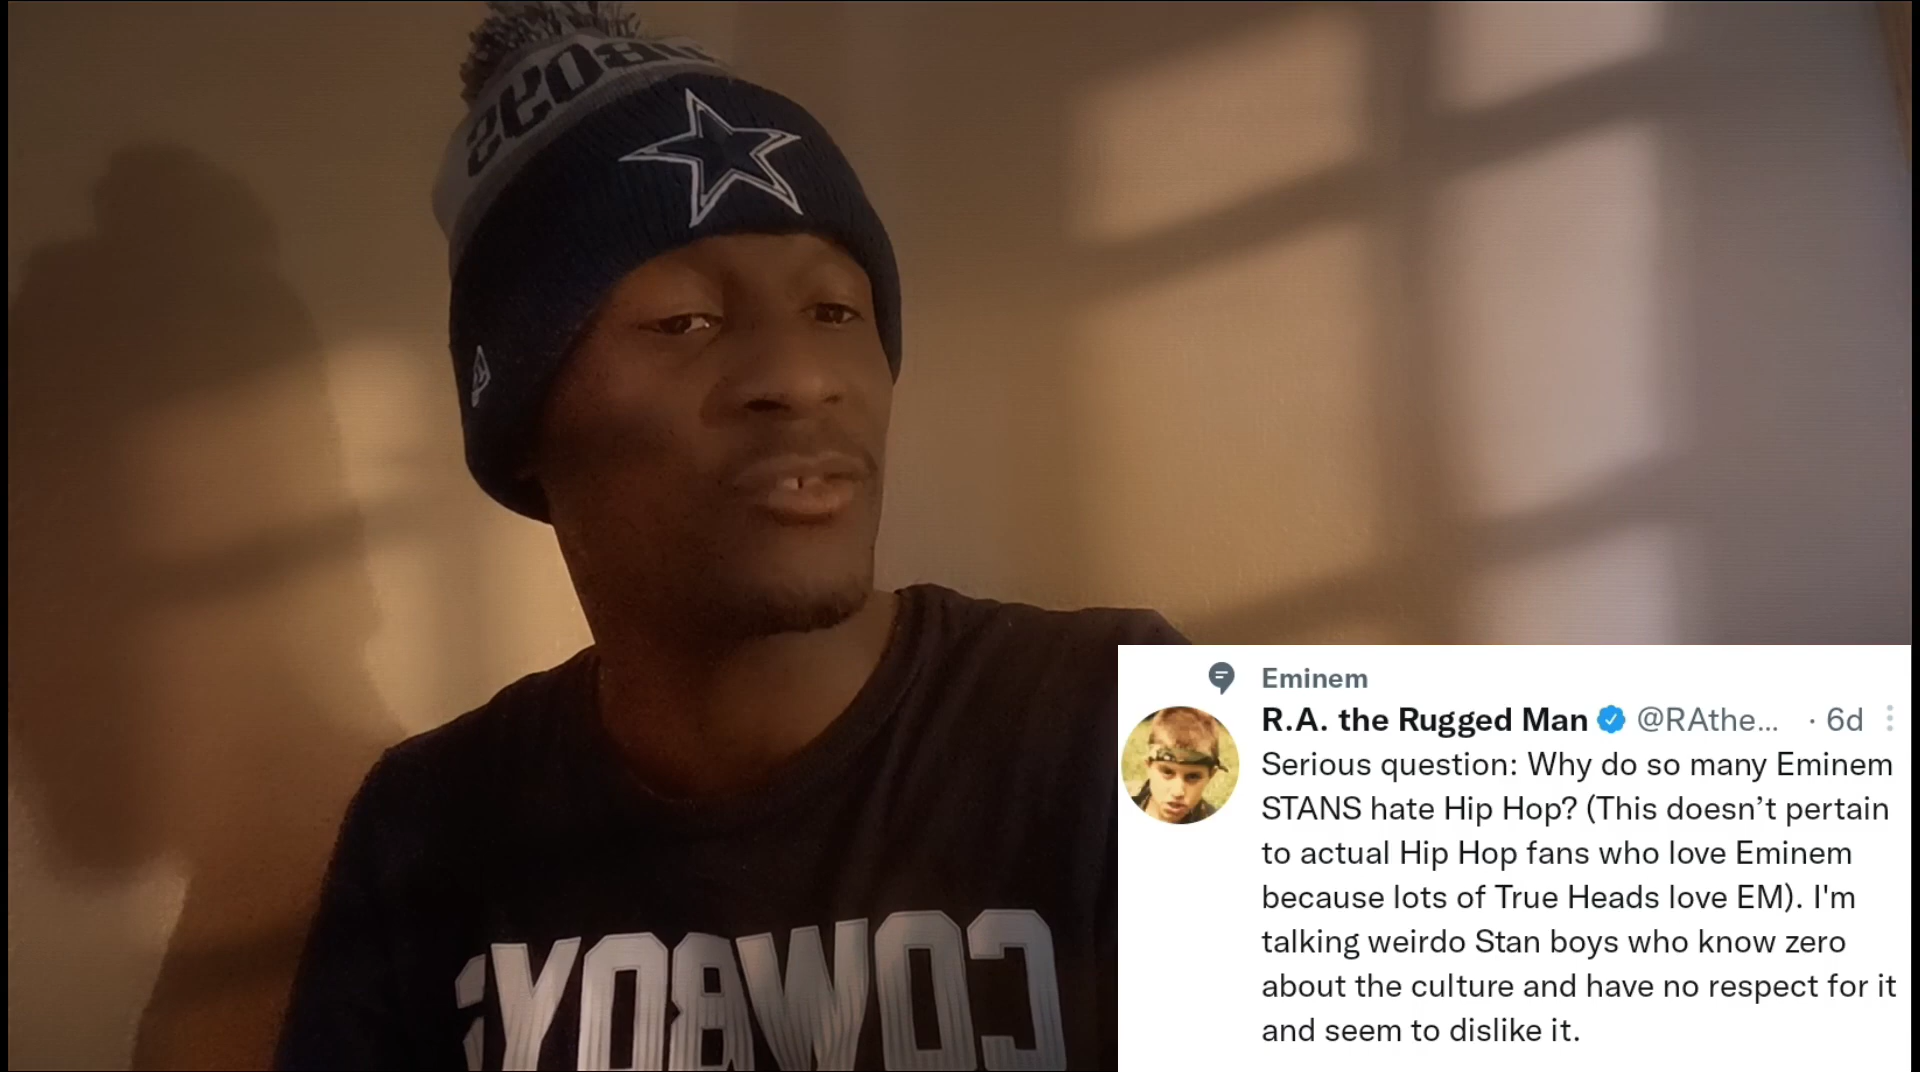 COWBOYS
COWBOYS
Eminem
R.A. the Rugged Man @RAthe... · 6d
Serious question: Why do so many Eminem
STANS hate Hip Hop? (This doesn’t pertain
to actual Hip Hop fans who love Eminem
because lots of True Heads love EM). I'm
talking weirdo Stan boys who know zero
about the culture and have no respect for it
and seem to dislike it.